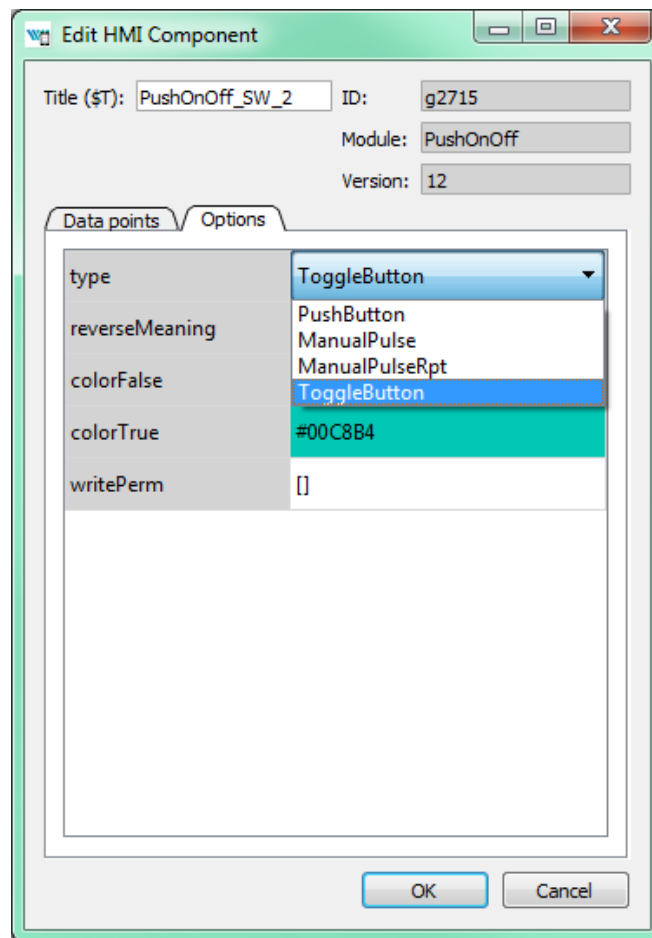 Edit HMI Component
Title ($T): PushOnOff_SW_2 ID: g2715
Module: PushOnOff
Version: 12
Data points Options
type ToggleButton
PushButton
reverseMeaning ManualPulse
ManualPulseRpt
colorFalse ToggleButton
colorTrue #00C8B4
writePerm []
OK Cancel